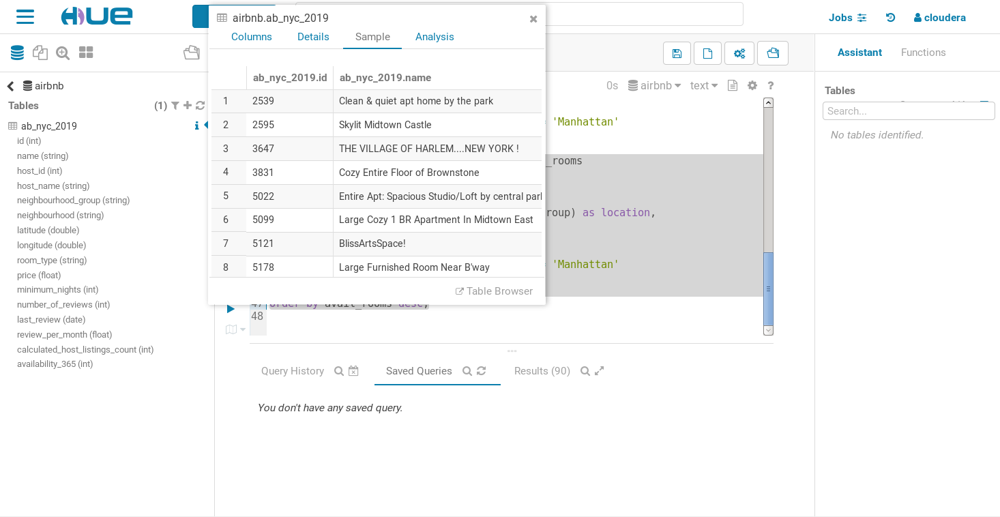 HUE
Jobs
cloudera
airbnb.ab_nyc_2019
Columns Details Sample Analysis
ab_nyc_2019.id ab_nyc_2019.name
1 2539 Clean & quiet apt home by the park
2 2595 Skylit Midtown Castle
3 3647 THE VILLAGE OF HARLEM....NEW YORK !
4 3831 Cozy Entire Floor of Brownstone
5 5022 Entire Apt: Spacious Studio/Loft by central park
6 5099 Large Cozy 1 BR Apartment In Midtown East
7 5121 BlissArtsSpace!
8 5178 Large Furnished Room Near B'way
Table Browser
airbnb
Tables (1)
ab_nyc_2019
id (int)
name (string)
host_id (int)
host_name (string)
neighbourhood_group (string)
neighbourhood (string)
latitude (double)
longitude (double)
room_type (string)
price (float)
minimum_nights (int)
number_of_reviews (int)
last_review (date)
review_per_month (float)
calculated_host_listings_count (int)
availability_365 (int)
0s airbnb text ?
'Manhattan'
_rooms
roup) as location,
'Manhattan'
47 order by avait_rooms desc;
48
Query History Saved Queries Results (90)
You don't have any saved query.
Assistant Functions
Tables
Search...
No tables identified.